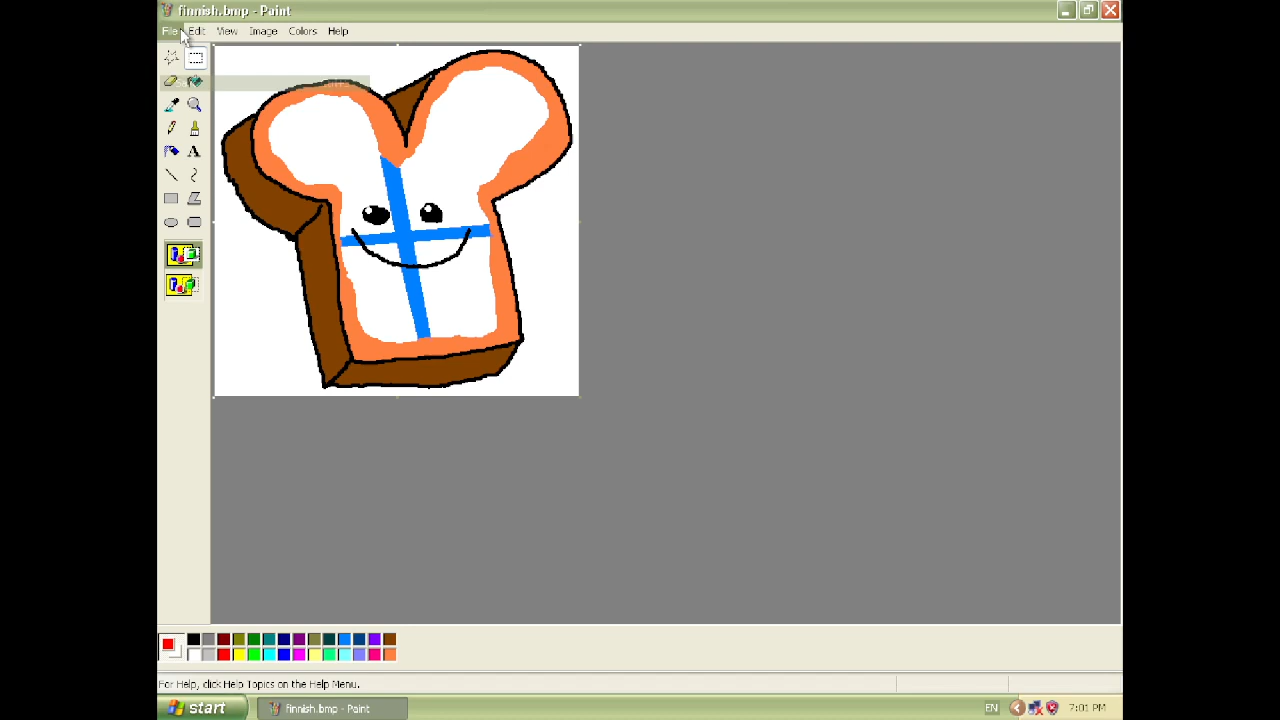 finnish.bmp - Paint
File Edit View Image Colors Help
A
For Help, click Help Topics on the Help Menu.
start finnish.bmp - Paint EN 7:01 PM